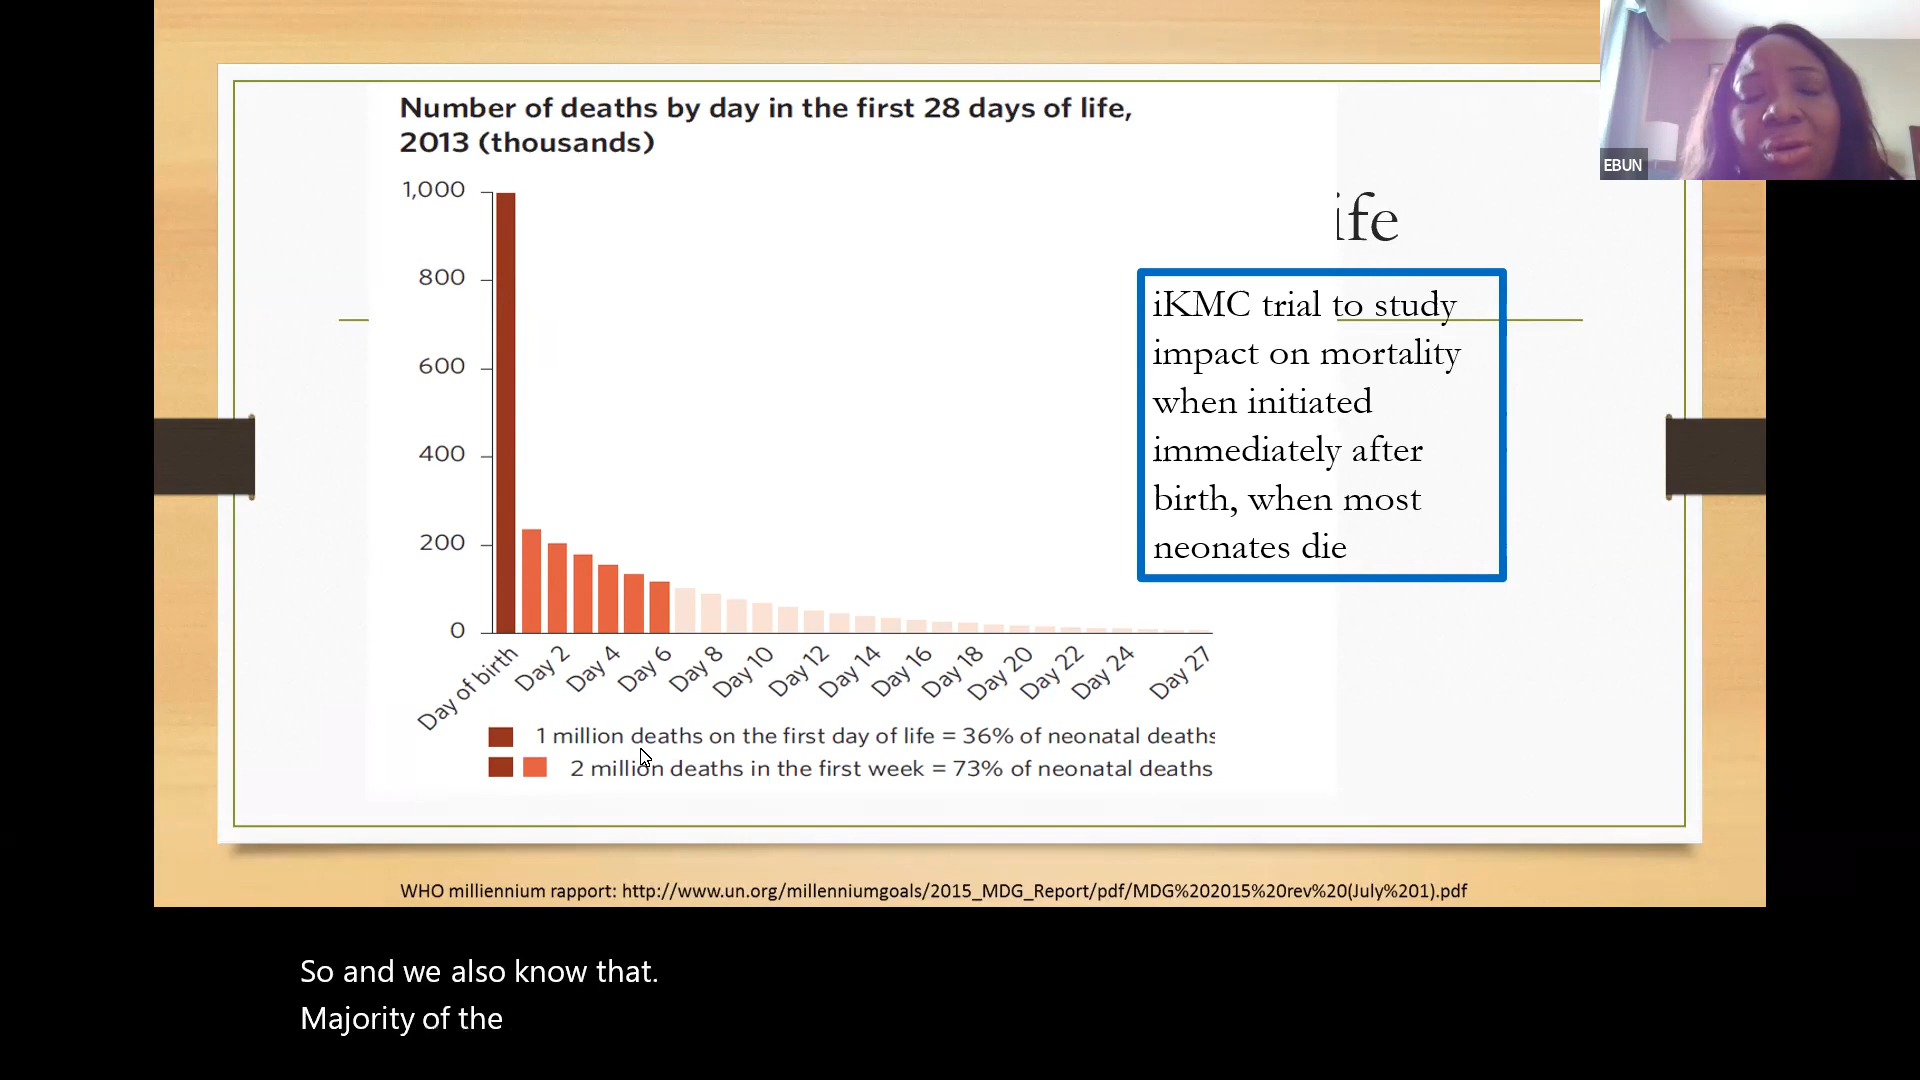 Number of deaths by day in the first 28 days of life,
2013 (thousands)
1,000
800
600
400
200
0
Day of birth
Day 2
Day 4
Day 6
Day 8
Day 10
Day 12
Day 14
Day 16
Day 18
Day 20
Day 22
Day 24
Day 27
1 million deaths on the first day of life = 36% of neonatal deaths
2 million deaths in the first week = 73% of neonatal deaths
ife
iKMC trial to study
impact on mortality
when initiated
immediately after
birth, when most
neonates die
EBUN
WHO milliennium rapport: http://www.un.org/millenniumgoals/2015_MDG_Report/pdf/MDG%202015%20rev%20(July%201).pdf
So and we also know that.
Majority of the